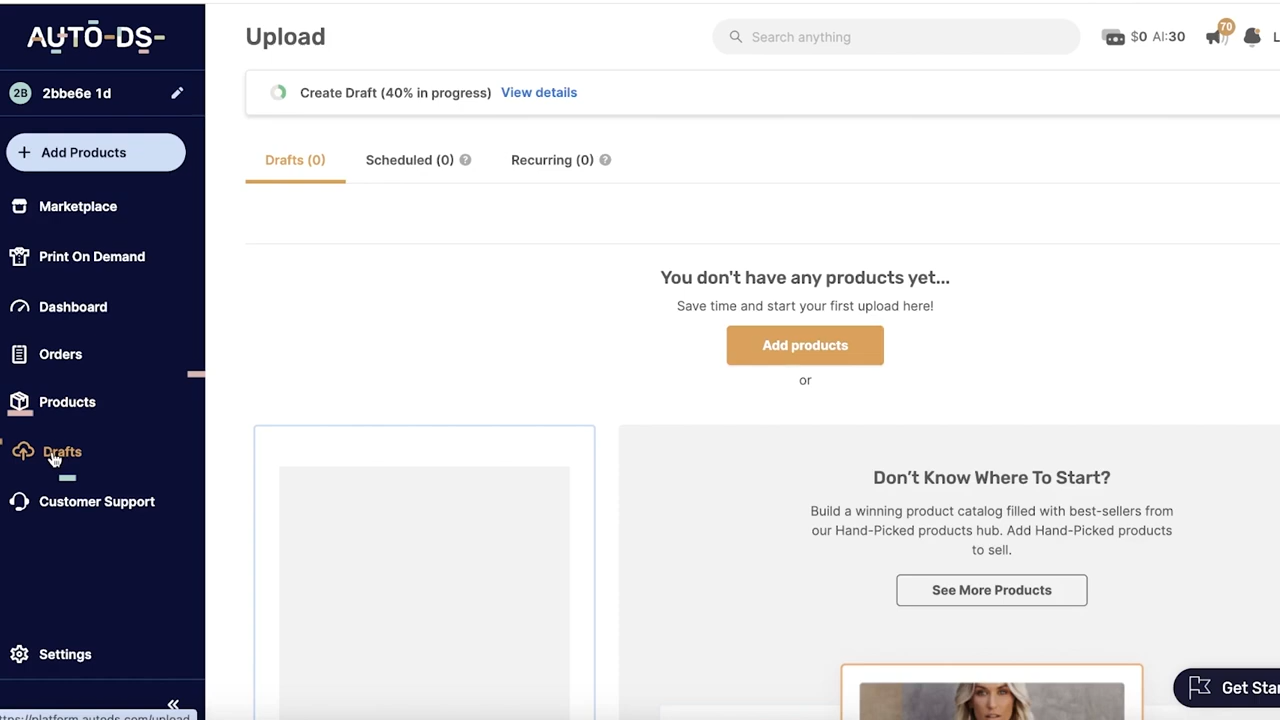 AUTO-DS-
Upload
Search anything
$0 AI:30
70
2B 2bbe6e 1d
Create Draft (40% in progress) View details
+ Add Products
Drafts (0) Scheduled (0) ? Recurring (0) ?
Marketplace
Print On Demand
Dashboard
Orders
Products
Drafts
Customer Support
Settings
You don't have any products yet...
Save time and start your first upload here!
Add products
or
Don’t Know Where To Start?
Build a winning product catalog filled with best-sellers from
our Hand-Picked products hub. Add Hand-Picked products
to sell.
See More Products
Get Star